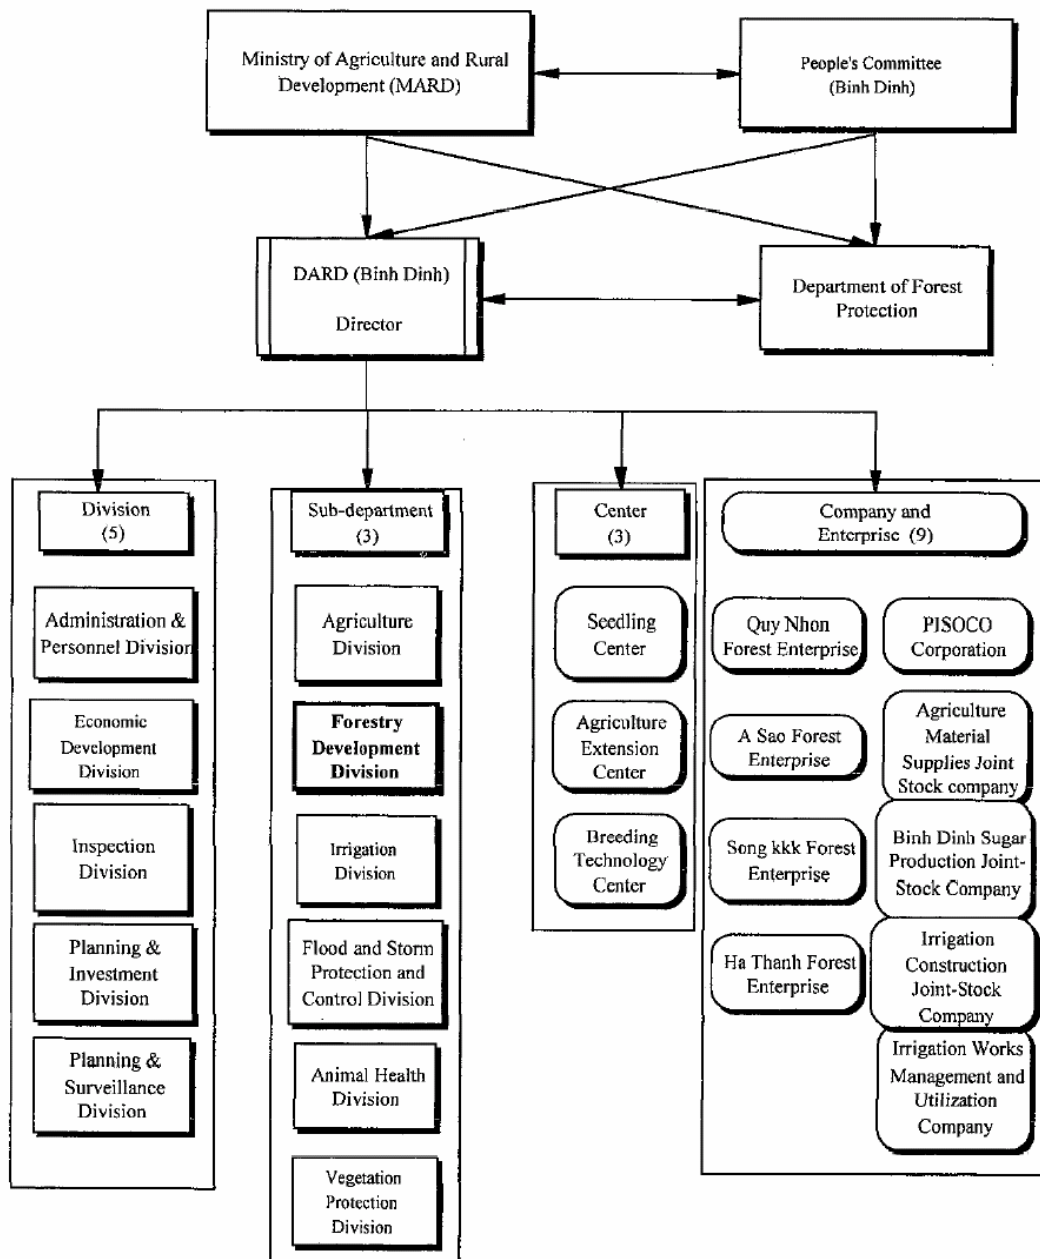 Ministry of Agriculture and Rural
Development (MARD)
People's Committee
(Binh Dinh)
DARD (Binh Dinh)
Director
Department of Forest
Protection
Division
(5)
Administration &
Personnel Division
Economic
Development
Division
Inspection
Division
Planning &
Investment
Division
Planning &
Surveillance
Division
Sub-department
(3)
Agriculture
Division
Forestry
Development
Division
Irrigation
Division
Flood and Storm
Protection and
Control Division
Animal Health
Division
Vegetation
Protection
Division
Center
(3)
Seedling
Center
Agriculture
Extension
Center
Breeding
Technology
Center
Company and
Enterprise (9)
Quy Nhon
Forest Enterprise
A Sao Forest
Enterprise
Song kkk Forest
Enterprise
Ha Thanh Forest
Enterprise
PISOCO
Corporation
Agriculture
Material
Supplies Joint
Stock company
Binh Dinh Sugar
Production Joint-
Stock Company
Irrigation
Construction
Joint-Stock
Company
Irrigation Works
Management and
Utilization
Company